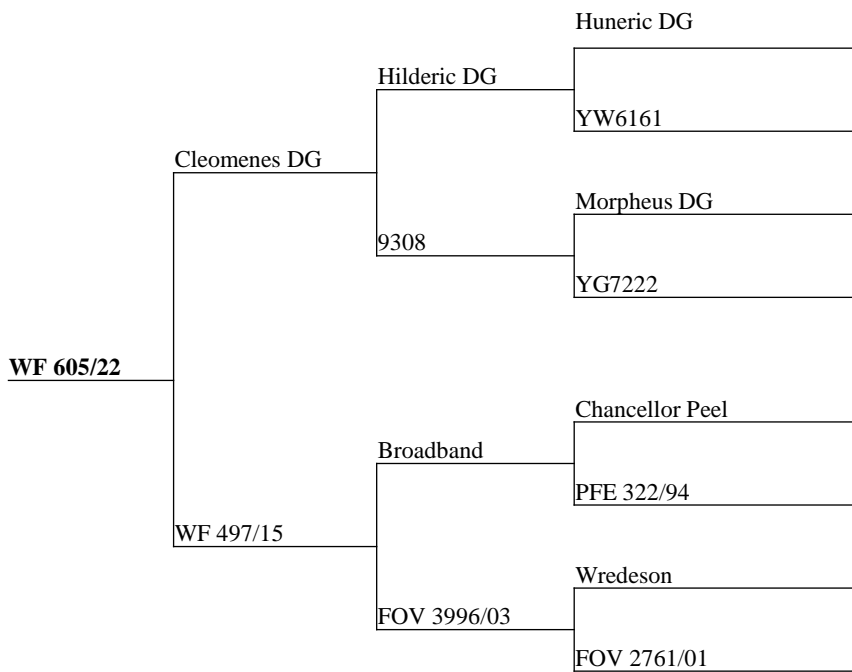 Huneric DG
Hilderic DG
YW6161
Cleomenes DG
Morpheus DG
9308
YG7222
WF 605/22
Chancellor Peel
Broadband
PFE 322/94
WF 497/15
Wredeson
FOV 3996/03
FOV 2761/01